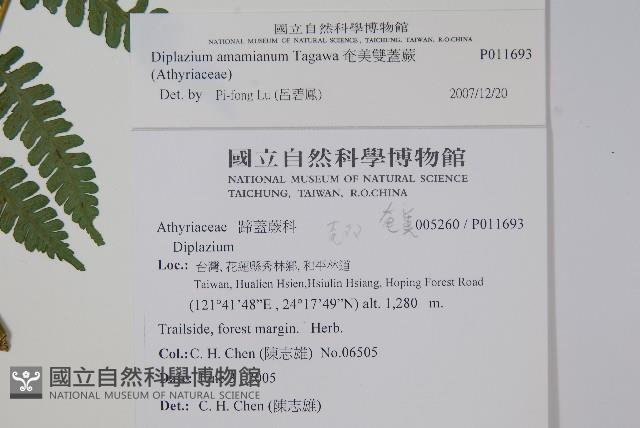 國立自然科學博物館
NATIONAL MUSEUM OF NATURAL SCIENCE, TAICHUNG, TAIWAN, R.O.CHINA
Diplazium amamianum Tagawa 奄美雙蓋蕨 P011693
(Athyriaceae)
Det. by Pi-fong Lu (呂碧鳳) 2007/12/20
國立自然科學博物館
NATIONAL MUSEUM OF NATURAL SCIENCE
TAICHUNG, TAIWAN, R.O.CHINA
Athyriaceae 蹄蓋蕨科 奄美 005260 / P011693
Diplazium
Loc.: 台灣, 花蓮縣秀林鄉, 和平林道
Taiwan, Hualien Hsien,Hsiulin Hsiang, Hoping Forest Road
(121°41'48"E , 24°17'49"N) alt. 1,280 m.
Trailside, forest margin. Herb.
Col.: C. H. Chen (陳志雄) No.06505
國立自然科學博物館
2005
NATIONAL MUSEUM OF NATURAL SCIENCE
Det.: C. H. Chen (陳志雄)